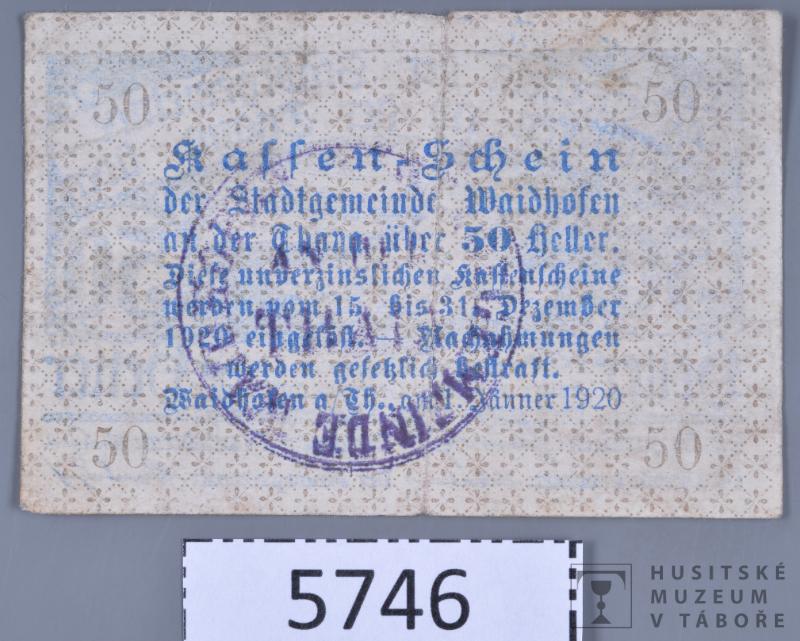 50 50
Kassen-Schein
der Stadtgemeinde Waidhofen
an der Thaya über 50 Heller.
Diese unverzinslichen Kassenscheine
werden vom 15. bis 31. Dezember
1920 eingelöst. — Nachahmungen
werden gesetzlich bestraft.
Waidhofen a/Th., am 1 Jänner 1920
50 50
5746
HUSITSKÉ
MUZEUM
V TÁBOŘE